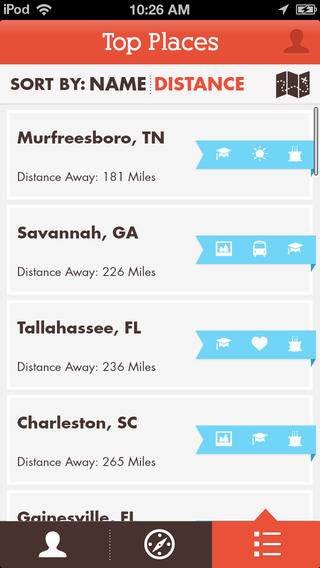 iPod 10:26 AM
Top Places
SORT BY: NAME DISTANCE
Murfreesboro, TN
Distance Away: 181 Miles
Savannah, GA
Distance Away: 226 Miles
Tallahassee, FL
Distance Away: 236 Miles
Charleston, SC
Distance Away: 265 Miles
Gainesville, FL